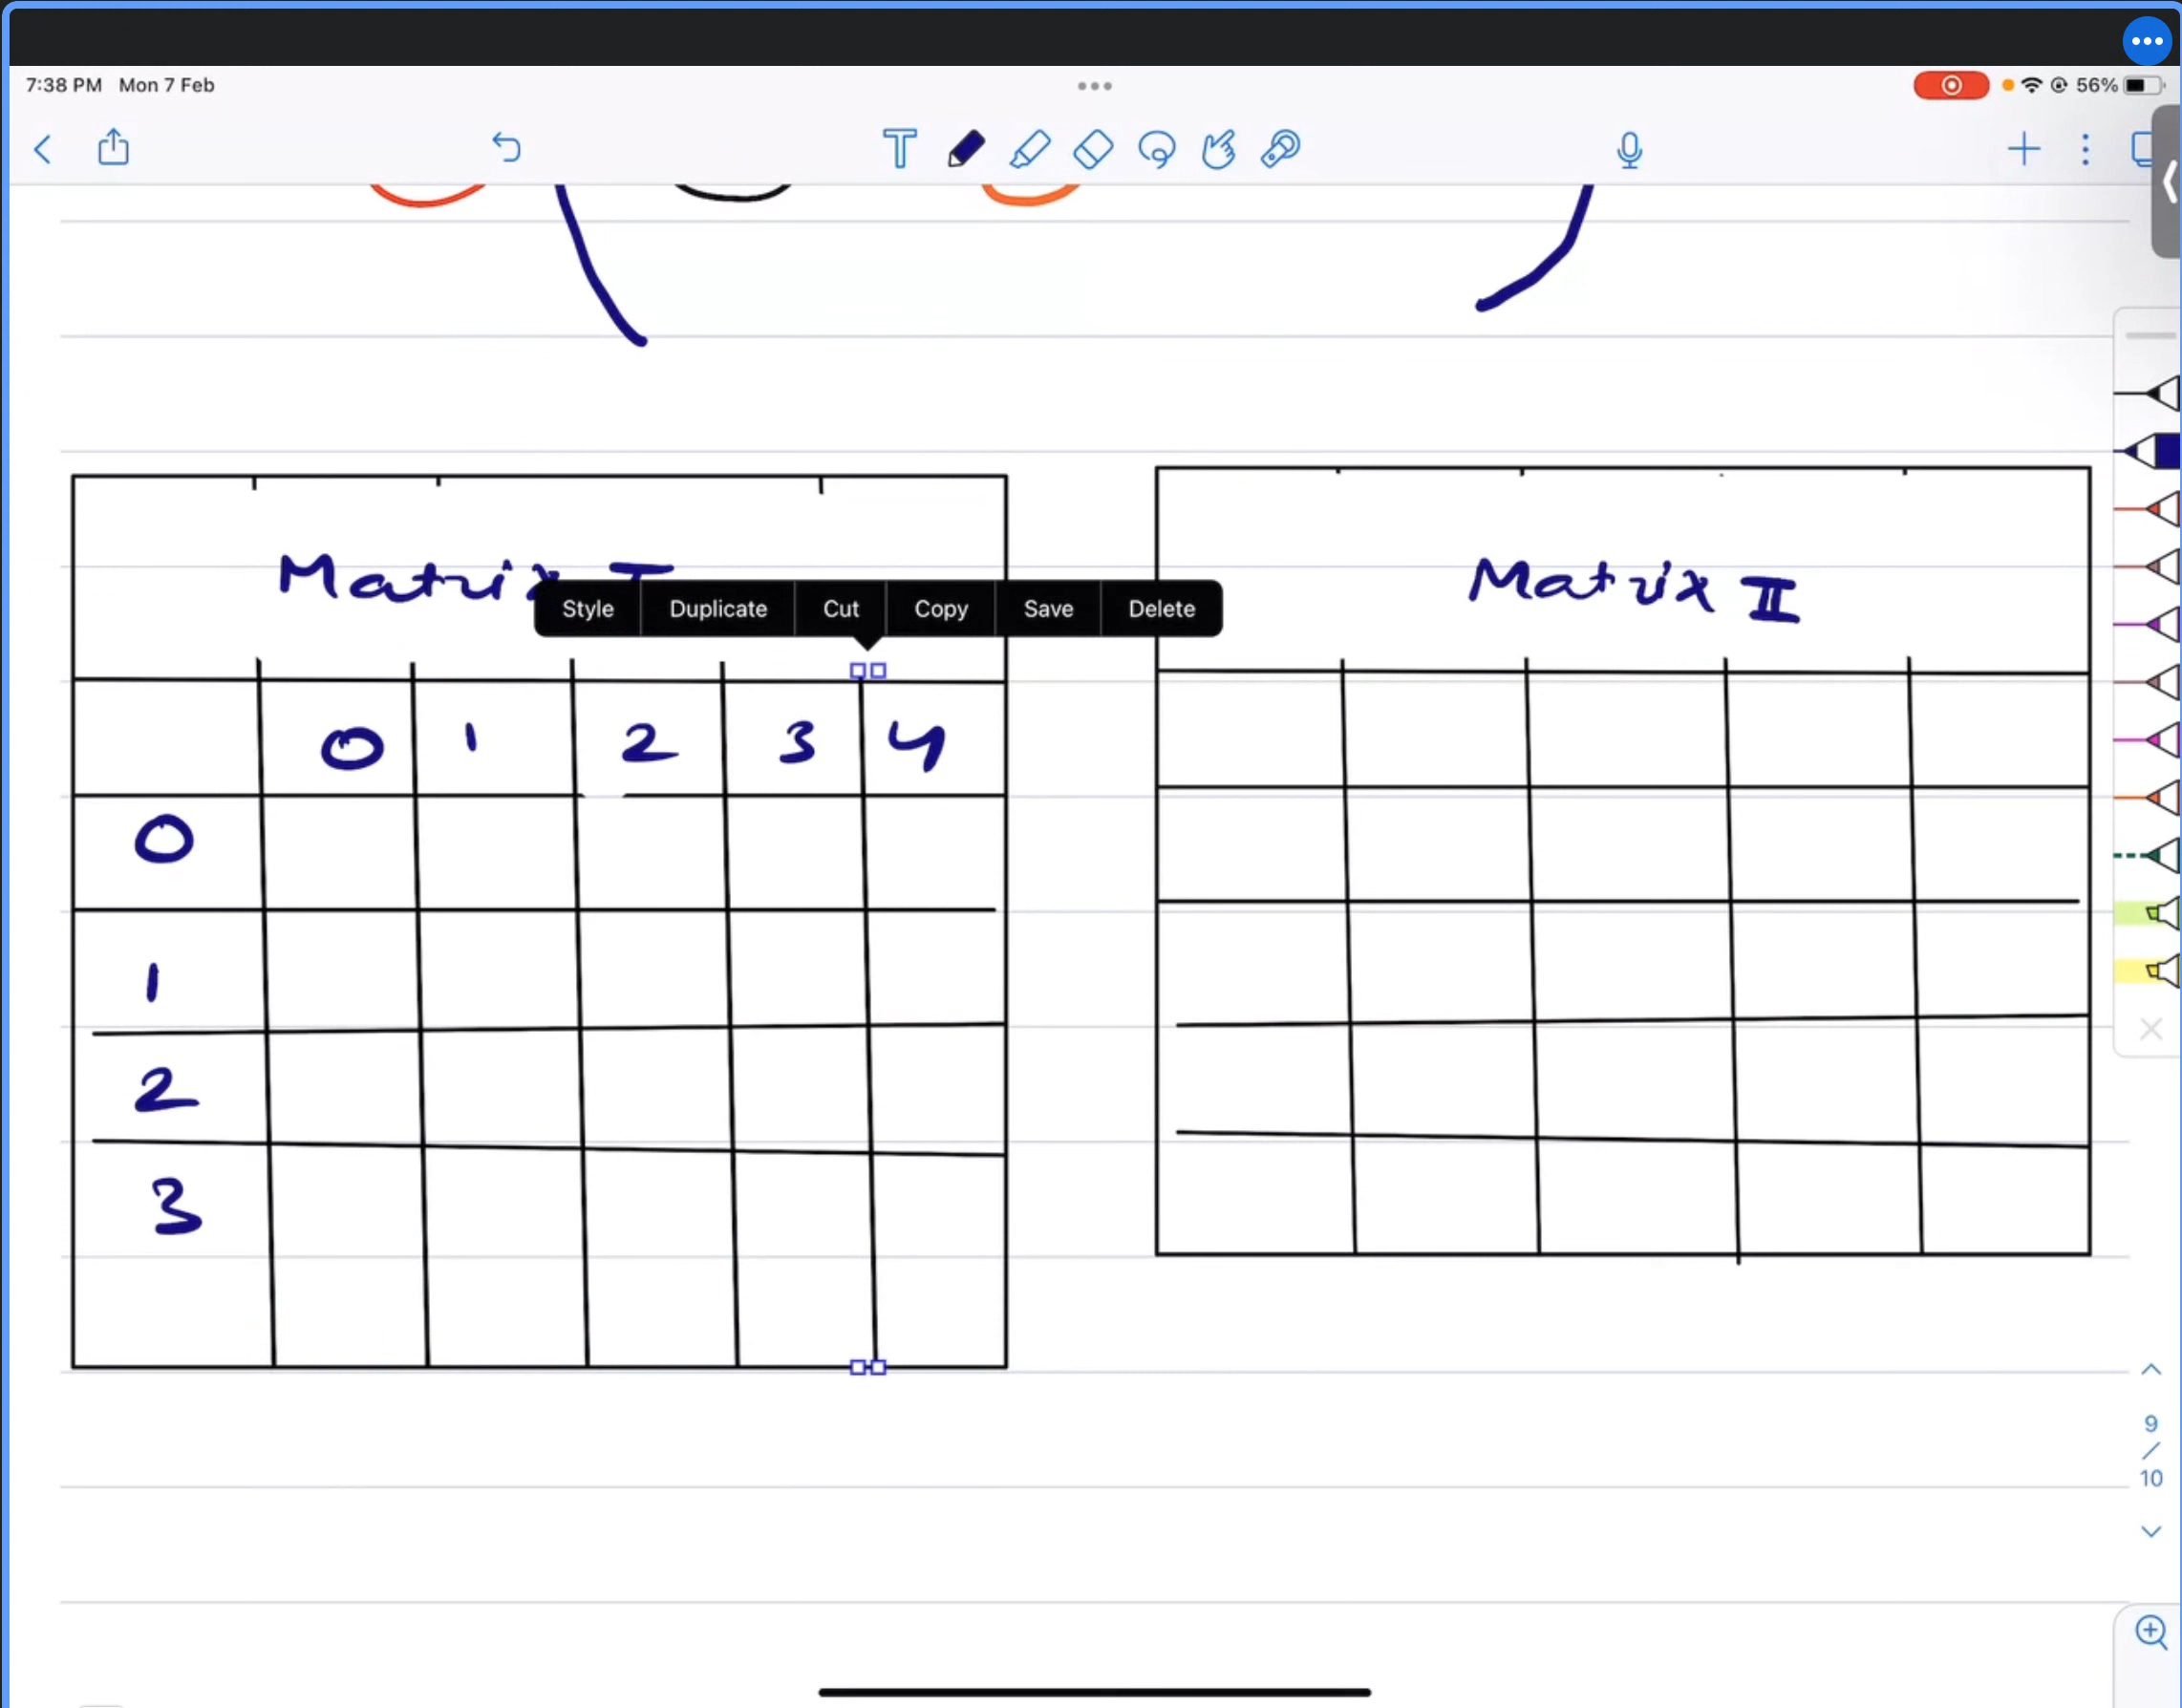 7:38 PM Mon 7 Feb
56%
T
Matrix I
Style Duplicate Cut Copy Save Delete
0 1 2 3 4
0
1
2
3
Matrix II
9
/
10